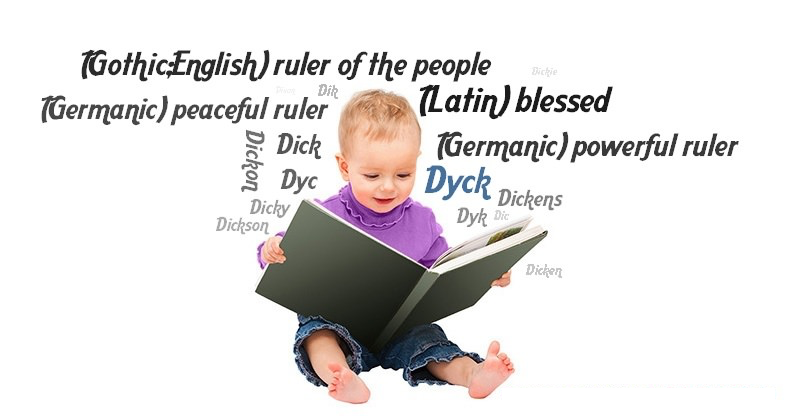 (Gothic;English) ruler of the people
Dickie
Dik
(Germanic) peaceful ruler
(Latin) blessed
Dickon
Dick
(Germanic) powerful ruler
Dyc
Dyck
Dickens
Dicky
Dyk
Dic
Dickson
Dicken